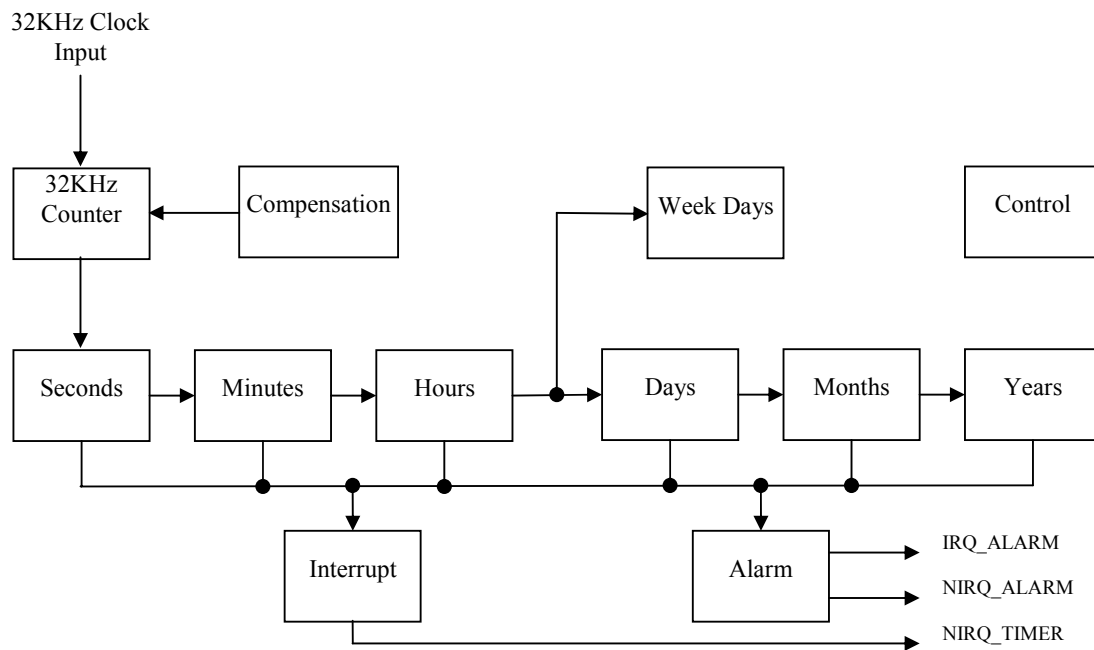 32KHz Clock
Input
32KHz
Counter
Compensation
Week Days
Control
Seconds
Minutes
Hours
Days
Months
Years
Interrupt
Alarm
IRQ_ALARM
NIRQ_ALARM
NIRQ_TIMER